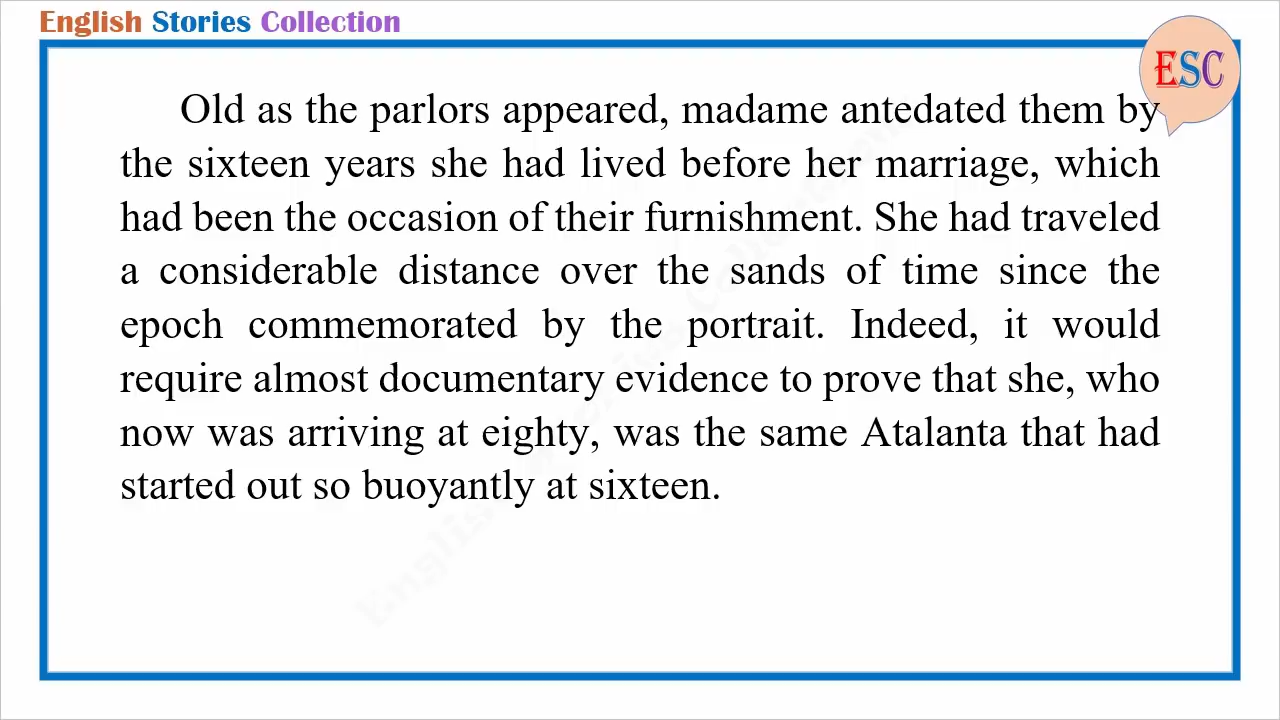 English Stories Collection
ESC
Old as the parlors appeared, madame antedated them by
the sixteen years she had lived before her marriage, which
had been the occasion of their furnishment. She had traveled
a considerable distance over the sands of time since the
epoch commemorated by the portrait. Indeed, it would
require almost documentary evidence to prove that she, who
now was arriving at eighty, was the same Atalanta that had
started out so buoyantly at sixteen.
English Stories Collection